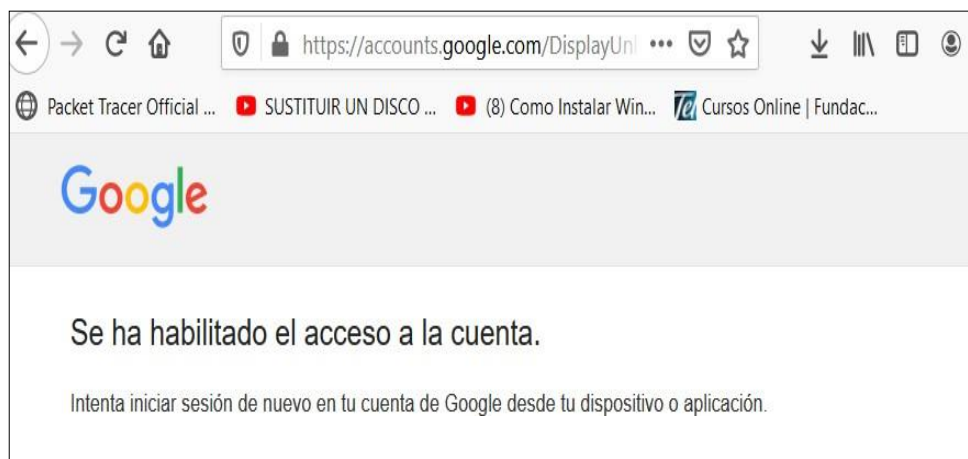 https://accounts.google.com/DisplayUnl
Packet Tracer Official ... SUSTITUIR UN DISCO ... (8) Como Instalar Win... Cursos Online | Fundac...
Google
Se ha habilitado el acceso a la cuenta.
Intenta iniciar sesión de nuevo en tu cuenta de Google desde tu dispositivo o aplicación.